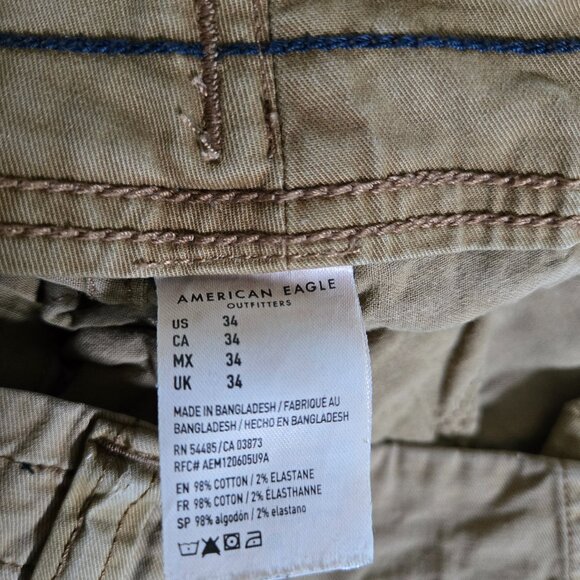 AMERICAN EAGLE
OUTFITTERS
US 34
CA 34
MX 34
UK 34
MADE IN BANGLADESH / FABRIQUÉ AU
BANGLADESH / HECHO EN BANGLADESH
RN 54485 / CA 03873
RFC# AEM120605U9A
EN 98% COTTON / 2% ELASTANE
FR 98% COTON / 2% ÉLASTHANNE
SP 98% algodón / 2% elastano